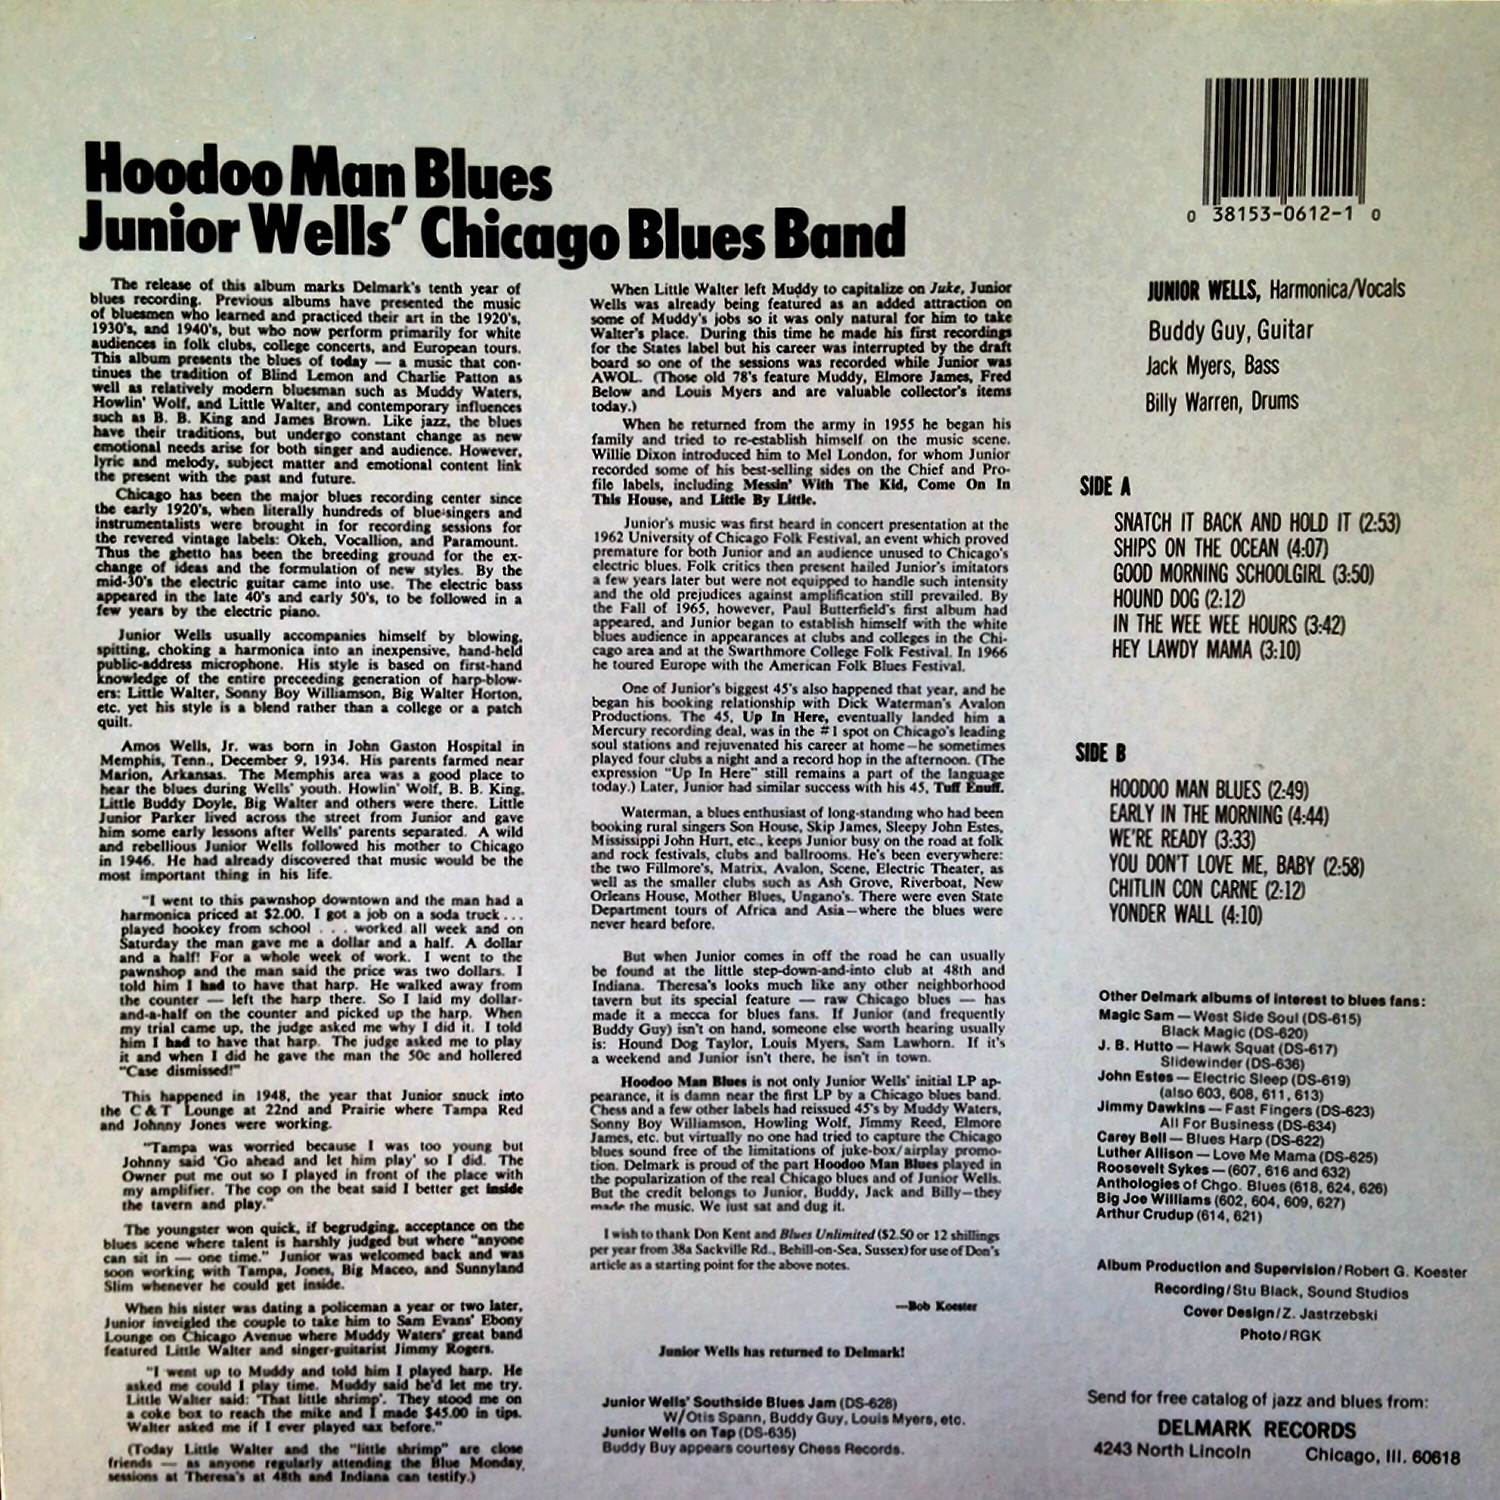 Hoodoo Man Blues
Junior Wells' Chicago Blues Band
The release of this album marks Delmark's tenth year of
blues recording. Previous albums have presented the music
of bluesmen who learned and practiced their art in the 1920's,
1930's, and 1940's, but who now perform primarily for white
audiences in folk clubs, college concerts, and European tours.
This album presents the blues of today — a music that con-
tinues the tradition of Blind Lemon and Charlie Patton as
well as relatively modern bluesman such as Muddy Waters,
Howlin' Wolf, and Little Walter, and contemporary influences
such as B. B. King and James Brown. Like jazz, the blues
have their traditions, but undergo constant change as new
emotional needs arise for both singer and audience. However,
lyric and melody, subject matter and emotional content link
the present with the past and future.
Chicago has been the major blues recording center since
the early 1920's, when literally hundreds of blue-singers and
instrumentalists were brought in for recording sessions for
the revered vintage labels: Okeh, Vocallion, and Paramount.
Thus the ghetto has been the breeding ground for the ex-
change of ideas and the formulation of new styles. By the
mid-30's the electric guitar came into use. The electric bass
appeared in the late 40's and early 50's, to be followed in a
few years by the electric piano.
Junior Wells usually accompanies himself by blowing,
spitting, choking a harmonica into an inexpensive, hand-held
public-address microphone. His style is based on first-hand
knowledge of the entire preceeding generation of harp-blow-
ers: Little Walter, Sonny Boy Williamson, Big Walter Horton,
etc. yet his style is a blend rather than a college or a patch
quilt.
Amos Wells, Jr. was born in John Gaston Hospital in
Memphis, Tenn., December 9, 1934. His parents farmed near
Marion, Arkansas. The Memphis area was a good place to
hear the blues during Wells' youth. Howlin' Wolf, B. B. King,
Little Buddy Doyle, Big Walter and others were there. Little
Junior Parker lived across the street from Junior and gave
him some early lessons after Wells' parents separated. A wild
and rebellious Junior Wells followed his mother to Chicago
in 1946. He had already discovered that music would be the
most important thing in his life.
"I went to this pawnshop downtown and the man had a
harmonica priced at $2.00. I got a job on a soda truck . . .
played hookey from school . . . worked all week and on
Saturday the man gave me a dollar and a half. A dollar
and a half! For a whole week of work. I went to the
pawnshop and the man said the price was two dollars. I
told him I had to have that harp. He walked away from
the counter — left the harp there. So I laid my dollar-
and-a-half on the counter and picked up the harp. When
my trial came up, the judge asked me why I did it. I told
him I had to have that harp. The judge asked me to play
it and when I did he gave the man the 50c and hollered
"Case dismissed!"
This happened in 1948, the year that Junior snuck into
the C & T Lounge at 22nd and Prairie where Tampa Red
and Johnny Jones were working.
"Tampa was worried because I was too young but
Johnny said 'Go ahead and let him play' so I did. The
Owner put me out so I played in front of the place with
my amplifier. The cop on the beat said I better get inside
the tavern and play."
The youngster won quick, if begrudging, acceptance on the
blues scene where talent is harshly judged but where "anyone
can sit in — one time." Junior was welcomed back and was
soon working with Tampa, Jones, Big Maceo, and Sunnyland
Slim whenever he could get inside.
When his sister was dating a policeman a year or two later,
Junior inveigled the couple to take him to Sam Evans' Ebony
Lounge on Chicago Avenue where Muddy Waters' great band
featured Little Walter and singer-guitarist Jimmy Rogers.
"I went up to Muddy and told him I played harp. He
asked me could I play time. Muddy said he'd let me try.
Little Walter said: 'That little shrimp'. They stood me on
a coke box to reach the mike and I made $45.00 in tips.
Walter asked me if I ever played sax before."
(Today Little Walter and the "little shrimp" are close
friends — as anyone regularly attending the Blue Monday
sessions at Theresa's at 48th and Indiana can testify.)
When Little Walter left Muddy to capitalize on Juke, Junior
Wells was already being featured as an added attraction on
some of Muddy's jobs so it was only natural for him to take
Walter's place. During this time he made his first recordings
for the States label but his career was interrupted by the draft
board so one of the sessions was recorded while Junior was
AWOL. (Those old 78's feature Muddy, Elmore James, Fred
Below and Louis Myers and are valuable collector's items
today.)
When he returned from the army in 1955 he began his
family and tried to re-establish himself on the music scene.
Willie Dixon introduced him to Mel London, for whom Junior
recorded some of his best-selling sides on the Chief and Pro-
file labels, including Messin' With The Kid, Come On In
This House, and Little By Little.
Junior's music was first heard in concert presentation at the
1962 University of Chicago Folk Festival, an event which proved
premature for both Junior and an audience unused to Chicago's
electric blues. Folk critics then present hailed Junior's imitators
a few years later but were not equipped to handle such intensity
and the old prejudices against amplification still prevailed. By
the Fall of 1965, however, Paul Butterfield's first album had
appeared, and Junior began to establish himself with the white
blues audience in appearances at clubs and colleges in the Chi-
cago area and at the Swarthmore College Folk Festival. In 1966
he toured Europe with the American Folk Blues Festival.
One of Junior's biggest 45's also happened that year, and he
began his booking relationship with Dick Waterman's Avalon
Productions. The 45, Up In Here, eventually landed him a
Mercury recording deal, was in the #1 spot on Chicago's leading
soul stations and rejuvenated his career at home—he sometimes
played four clubs a night and a record hop in the afternoon. (The
expression "Up In Here" still remains a part of the language
today.) Later, Junior had similar success with his 45, Tuff Enuff.
Waterman, a blues enthusiast of long-standing who had been
booking rural singers Son House, Skip James, Sleepy John Estes,
Mississippi John Hurt, etc., keeps Junior busy on the road at folk
and rock festivals, clubs and ballrooms. He's been everywhere:
the two Fillmore's, Matrix, Avalon, Scene, Electric Theater, as
well as the smaller clubs such as Ash Grove, Riverboat, New
Orleans House, Mother Blues, Ungano's. There were even State
Department tours of Africa and Asia—where the blues were
never heard before.
But when Junior comes in off the road he can usually
be found at the little step-down-and-into club at 48th and
Indiana. Theresa's looks much like any other neighborhood
tavern but its special feature — raw Chicago blues — has
made it a mecca for blues fans. If Junior (and frequently
Buddy Guy) isn't on hand, someone else worth hearing usually
is: Hound Dog Taylor, Louis Myers, Sam Lawhorn. If it's
a weekend and Junior isn't there, he isn't in town.
Hoodoo Man Blues is not only Junior Wells' initial LP ap-
pearance, it is damn near the first LP by a Chicago blues band.
Chess and a few other labels had reissued 45's by Muddy Waters,
Sonny Boy Williamson, Howling Wolf, Jimmy Reed, Elmore
James, etc. but virtually no one had tried to capture the Chicago
blues sound free of the limitations of juke-box/airplay promo-
tion. Delmark is proud of the part Hoodoo Man Blues played in
the popularization of the real Chicago blues and of Junior Wells.
But the credit belongs to Junior, Buddy, Jack and Billy—they
made the music. We just sat and dug it.
I wish to thank Don Kent and Blues Unlimited ($2.50 or 12 shillings
per year from 38a Sackville Rd., Behill-on-Sea, Sussex) for use of Don's
article as a starting point for the above notes.
—Bob Koester
Junior Wells has returned to Delmark!
Junior Wells' Southside Blues Jam (DS-628)
W/Otis Spann, Buddy Guy, Louis Myers, etc.
Junior Wells on Tap (DS-635)
Buddy Buy appears courtesy Chess Records.
0 38153-0612-1 0
JUNIOR WELLS, Harmonica/Vocals
Buddy Guy, Guitar
Jack Myers, Bass
Billy Warren, Drums
SIDE A
SNATCH IT BACK AND HOLD IT (2:53)
SHIPS ON THE OCEAN (4:07)
GOOD MORNING SCHOOLGIRL (3:50)
HOUND DOG (2:12)
IN THE WEE WEE HOURS (3:42)
HEY LAWDY MAMA (3:10)
SIDE B
HOODOO MAN BLUES (2:49)
EARLY IN THE MORNING (4:44)
WE'RE READY (3:33)
YOU DON'T LOVE ME, BABY (2:58)
CHITLIN CON CARNE (2:12)
YONDER WALL (4:10)
Other Delmark albums of interest to blues fans:
Magic Sam — West Side Soul (DS-615)
Black Magic (DS-620)
J. B. Hutto — Hawk Squat (DS-617)
Slidewinder (DS-636)
John Estes — Electric Sleep (DS-619)
(also 603, 608, 611, 613)
Jimmy Dawkins — Fast Fingers (DS-623)
All For Business (DS-634)
Carey Bell — Blues Harp (DS-622)
Luther Allison — Love Me Mama (DS-625)
Roosevelt Sykes — (607, 616 and 632)
Anthologies of Chgo. Blues (618, 624, 626)
Big Joe Williams (602, 604, 609, 627)
Arthur Crudup (614, 621)
Album Production and Supervision/Robert G. Koester
Recording/Stu Black, Sound Studios
Cover Design/Z. Jastrzebski
Photo/RGK
Send for free catalog of jazz and blues from:
DELMARK RECORDS
4243 North Lincoln Chicago, Ill. 60618